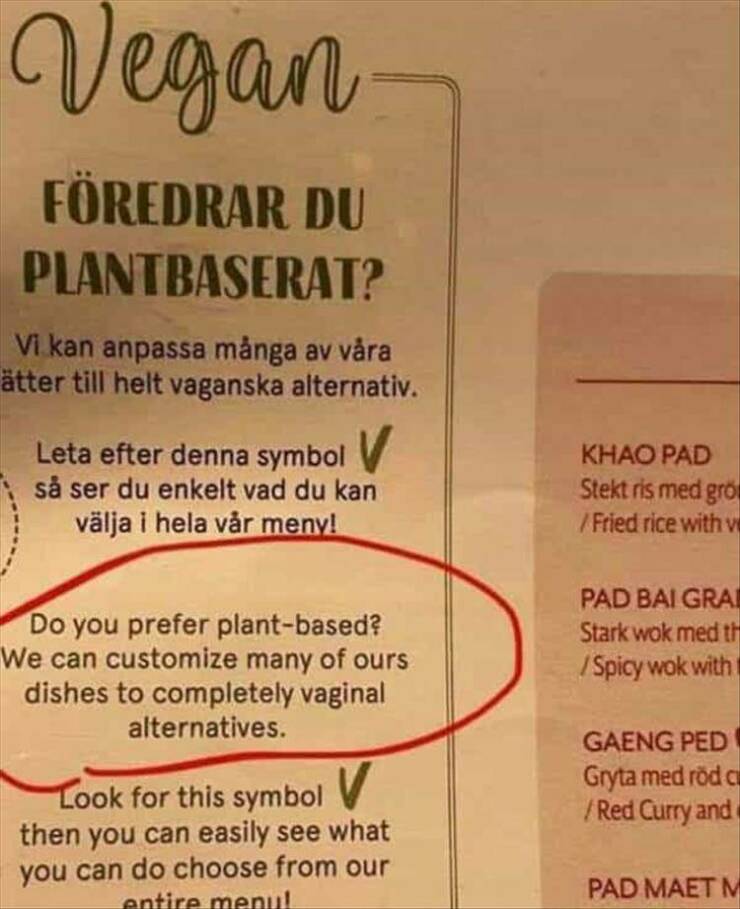 Vegan
FÖREDRAR DU
PLANTBASERAT?
Vi kan anpassa många av våra
ätter till helt vaganska alternativ.
Leta efter denna symbol V
så ser du enkelt vad du kan
välja i hela vår meny!
Do you prefer plant-based?
We can customize many of ours
dishes to completely vaginal
alternatives.
Look for this symbol V
then you can easily see what
you can do choose from our
entire menu!
KHAO PAD
Stekt ris med
/ Fried rice with
PAD BAI
Stark wok med
/ Spicy wok with
GAENG PED
Gryta med röd
/ Red Curry and
PAD MAET